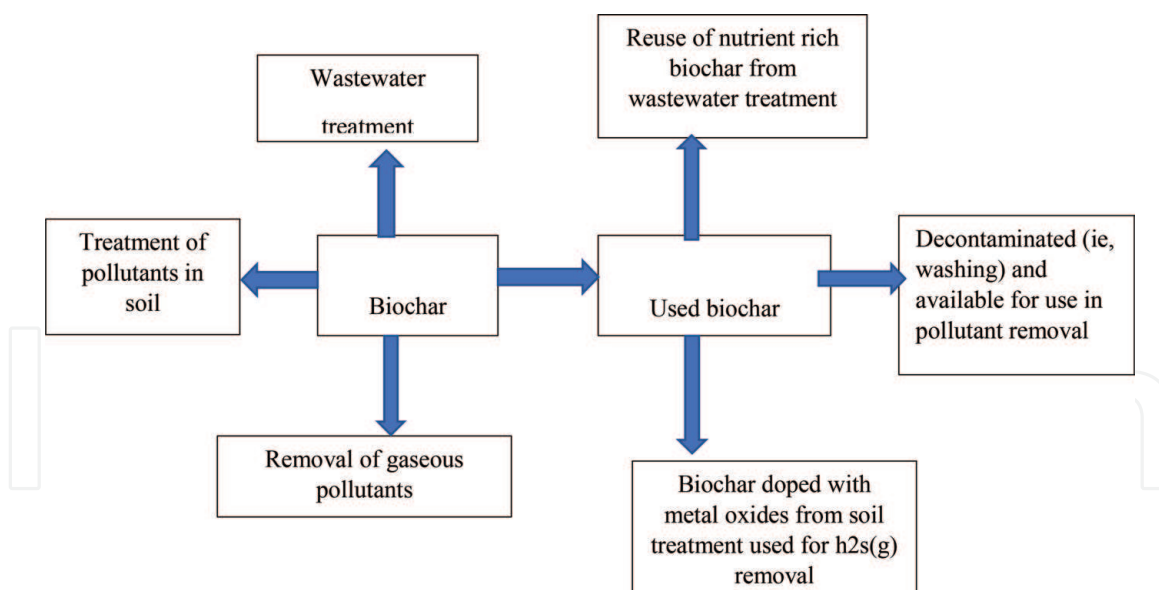 Wastewater
treatment
Reuse of nutrient rich
biochar from
wastewater treatment
Treatment of
pollutants in
soil
Biochar
Used biochar
Decontaminated (ie,
washing) and
available for use in
pollutant removal
Removal of gaseous
pollutants
Biochar doped with
metal oxides from soil
treatment used for h2s(g)
removal